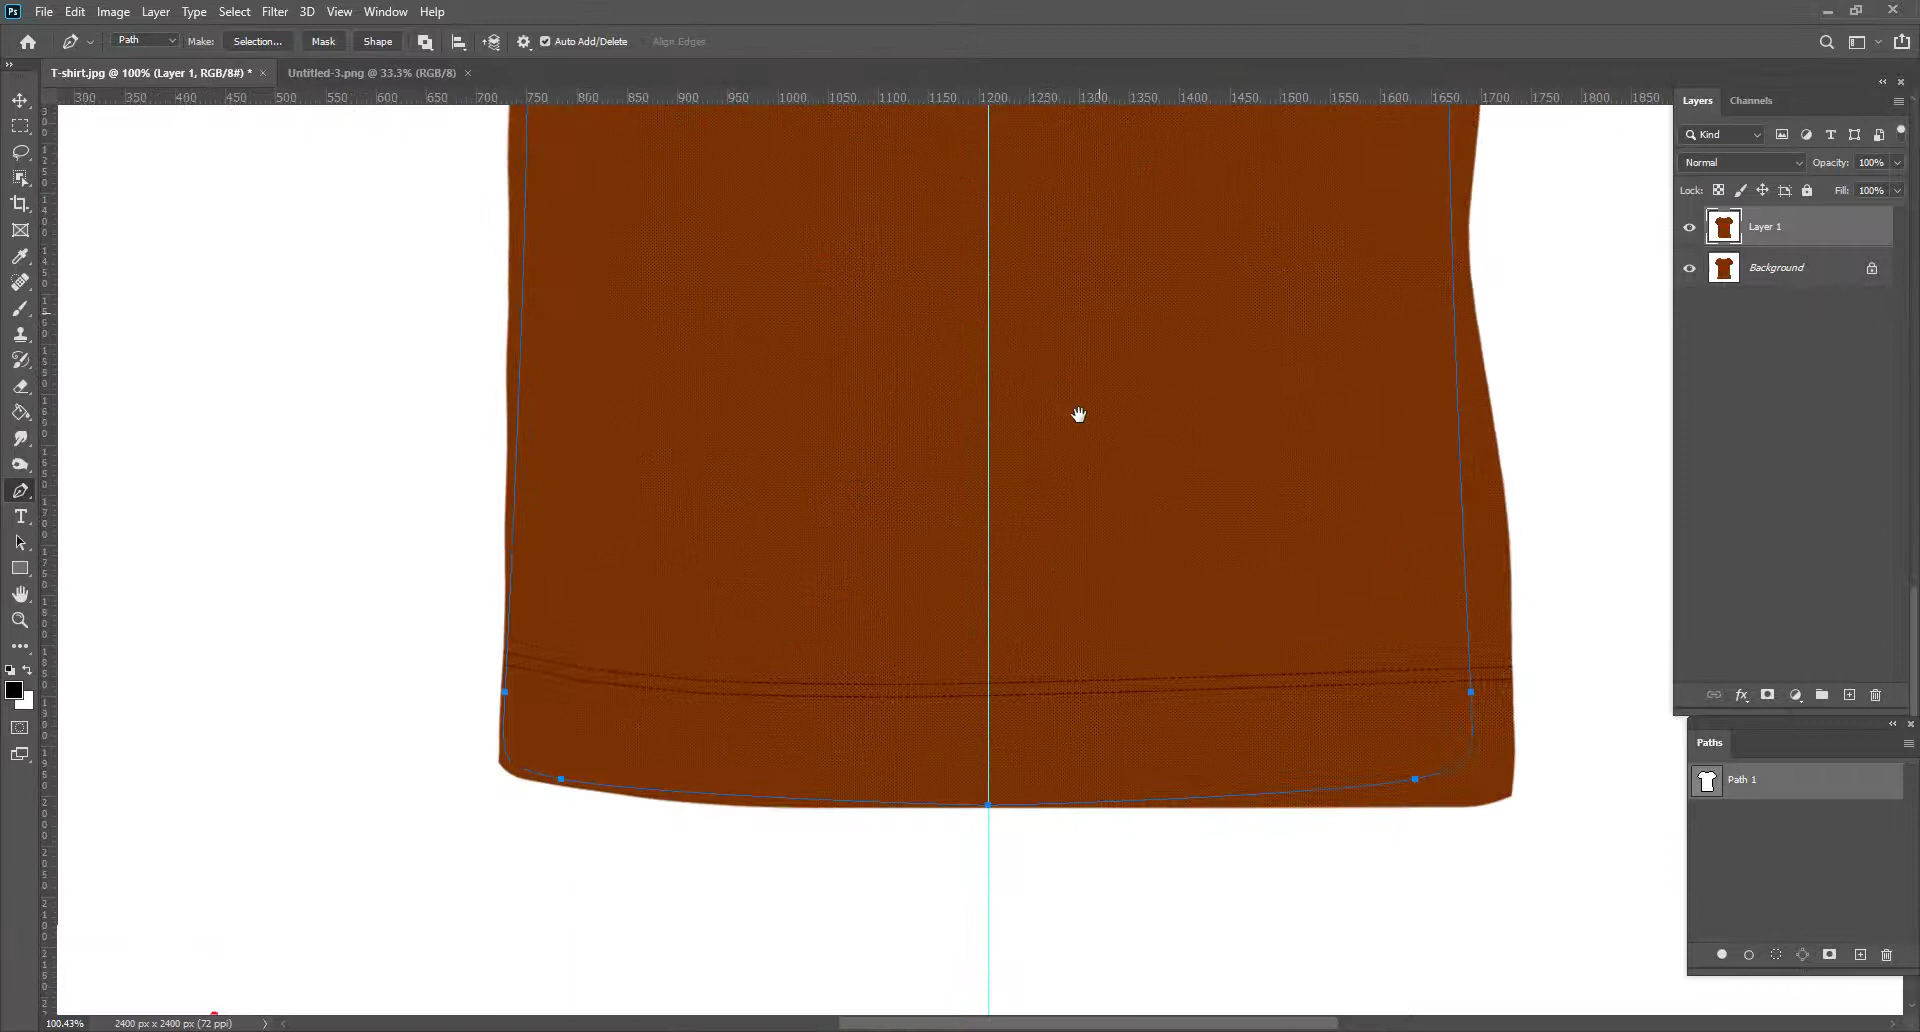 Ps File Edit Image Layer Type Select Filter 3D View Window Help
Path Make: Selection... Mask Shape Auto Add/Delete Align Edges
T-shirt.jpg @ 100% (Layer 1, RGB/8#) * × Untitled-3.png @ 33.3% (RGB/8) ×
300 350 400 450 500 550 600 650 700 750 800 850 900 950 1000 1050 1100 1150 1200 1250 1300 1350 1400 1450 1500 1550 1600 1650 1700 1750 1800 1850
Layers Channels
Kind
Normal Opacity: 100%
Lock: Fill: 100%
Layer 1
Background
fx
Paths
Path 1
100.43% 2400 px x 2400 px (72 ppi)